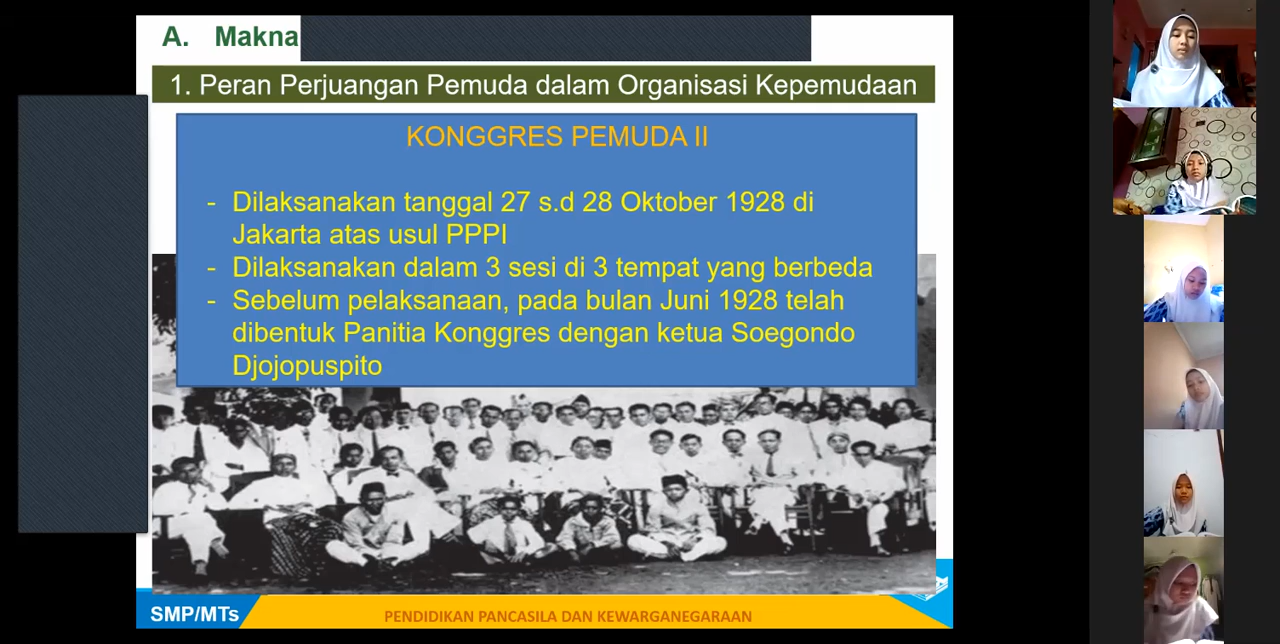 A. Makna
1. Peran Perjuangan Pemuda dalam Organisasi Kepemudaan
KONGGRES PEMUDA II
- Dilaksanakan tanggal 27 s.d 28 Oktober 1928 di
Jakarta atas usul PPPI
- Dilaksanakan dalam 3 sesi di 3 tempat yang berbeda
- Sebelum pelaksanaan, pada bulan Juni 1928 telah
dibentuk Panitia Konggres dengan ketua Soegondo
Djojopuspito
SMP/MTs
PENDIDIKAN PANCASILA DAN KEWARGANEGARAAN